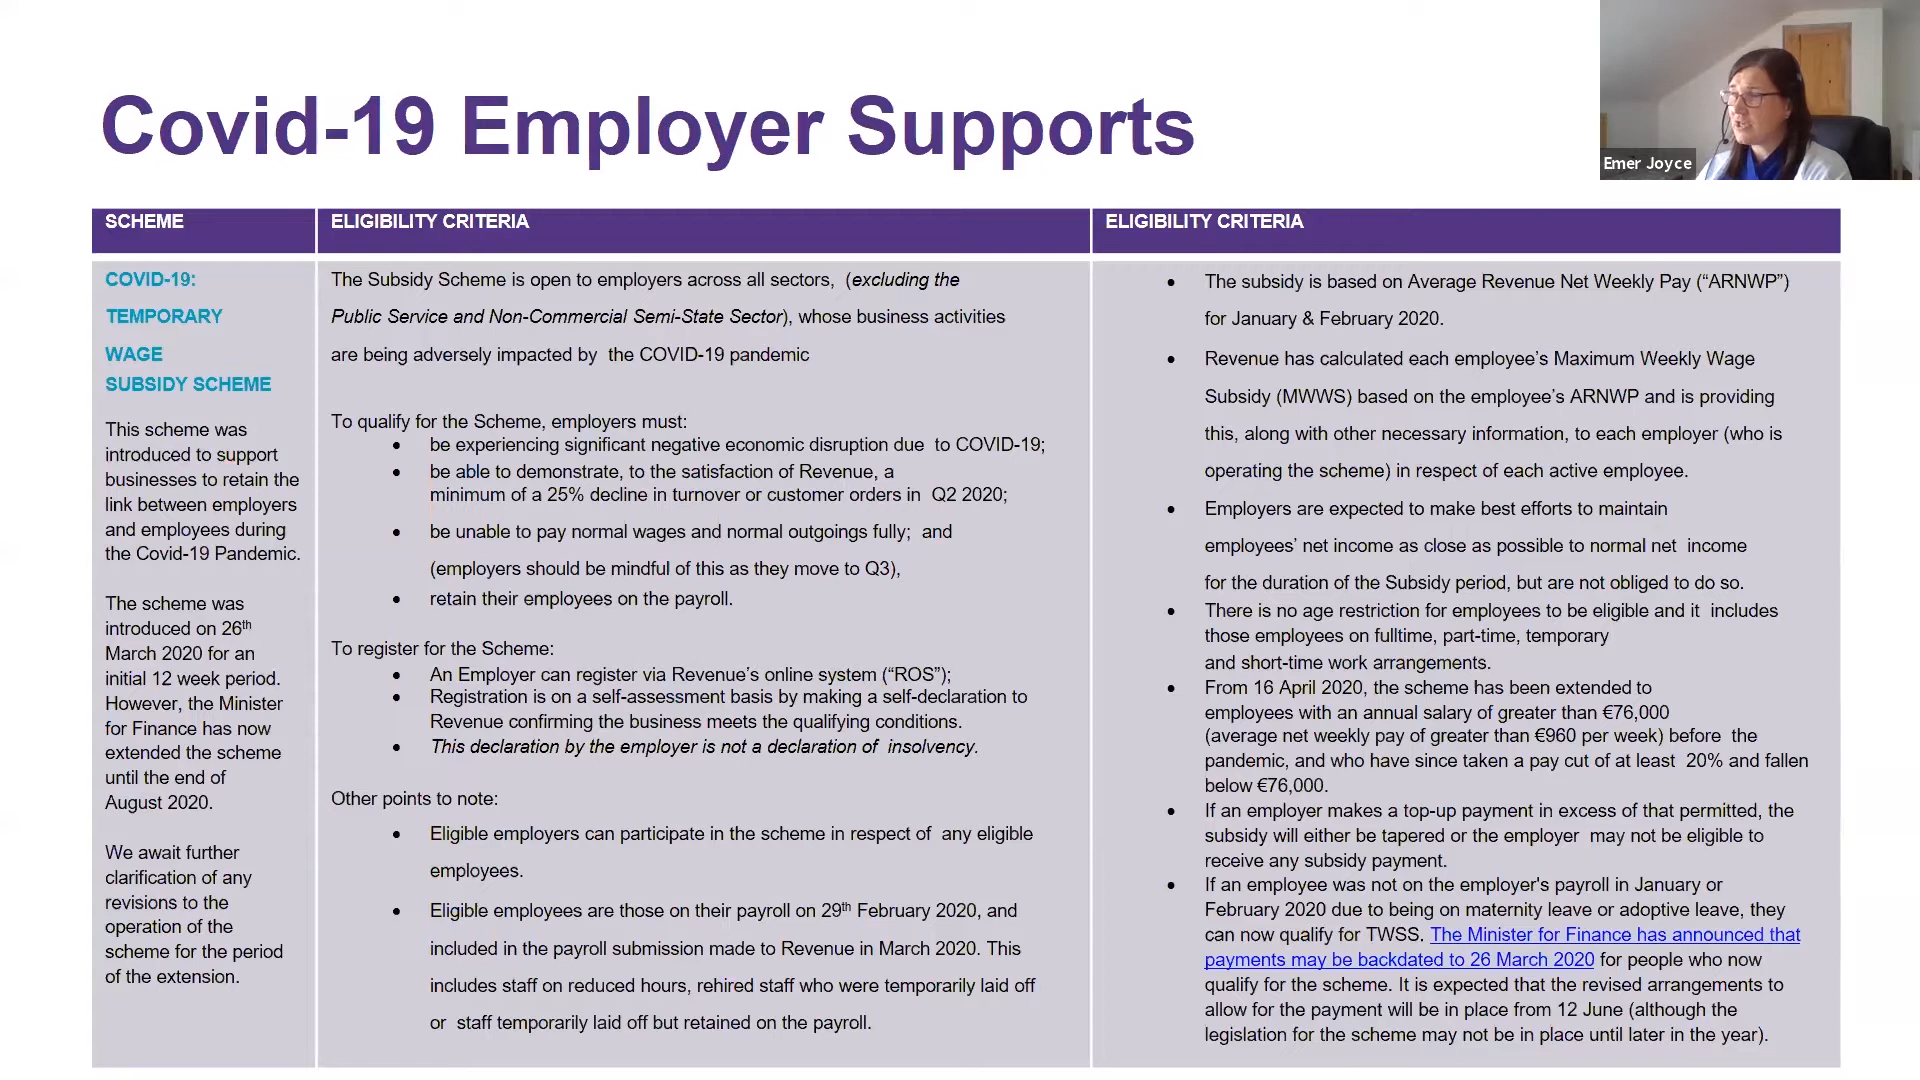 Covid-19 Employer Supports
Emer Joyce
SCHEME
ELIGIBILITY CRITERIA
ELIGIBILITY CRITERIA
COVID-19:
TEMPORARY
WAGE
SUBSIDY SCHEME
This scheme was
introduced to support
businesses to retain the
link between employers
and employees during
the Covid-19 Pandemic.
The scheme was
introduced on 26th
March 2020 for an
initial 12 week period.
However, the Minister
for Finance has now
extended the scheme
until the end of
August 2020.
We await further
clarification of any
revisions to the
operation of the
scheme for the period
of the extension.
The Subsidy Scheme is open to employers across all sectors, (excluding the
Public Service and Non-Commercial Semi-State Sector), whose business activities
are being adversely impacted by the COVID-19 pandemic
To qualify for the Scheme, employers must:
• be experiencing significant negative economic disruption due to COVID-19;
• be able to demonstrate, to the satisfaction of Revenue, a
minimum of a 25% decline in turnover or customer orders in Q2 2020;
• be unable to pay normal wages and normal outgoings fully; and
(employers should be mindful of this as they move to Q3),
• retain their employees on the payroll.
To register for the Scheme:
• An Employer can register via Revenue’s online system (“ROS”);
• Registration is on a self-assessment basis by making a self-declaration to
Revenue confirming the business meets the qualifying conditions.
• This declaration by the employer is not a declaration of insolvency.
Other points to note:
• Eligible employers can participate in the scheme in respect of any eligible
employees.
• Eligible employees are those on their payroll on 29th February 2020, and
included in the payroll submission made to Revenue in March 2020. This
includes staff on reduced hours, rehired staff who were temporarily laid off
or staff temporarily laid off but retained on the payroll.
• The subsidy is based on Average Revenue Net Weekly Pay (“ARNWP”)
for January & February 2020.
• Revenue has calculated each employee’s Maximum Weekly Wage
Subsidy (MWWS) based on the employee’s ARNWP and is providing
this, along with other necessary information, to each employer (who is
operating the scheme) in respect of each active employee.
• Employers are expected to make best efforts to maintain
employees’ net income as close as possible to normal net income
for the duration of the Subsidy period, but are not obliged to do so.
• There is no age restriction for employees to be eligible and it includes
those employees on fulltime, part-time, temporary
and short-time work arrangements.
• From 16 April 2020, the scheme has been extended to
employees with an annual salary of greater than €76,000
(average net weekly pay of greater than €960 per week) before the
pandemic, and who have since taken a pay cut of at least 20% and fallen
below €76,000.
• If an employer makes a top-up payment in excess of that permitted, the
subsidy will either be tapered or the employer may not be eligible to
receive any subsidy payment.
• If an employee was not on the employer's payroll in January or
February 2020 due to being on maternity leave or adoptive leave, they
can now qualify for TWSS. The Minister for Finance has announced that
payments may be backdated to 26 March 2020 for people who now
qualify for the scheme. It is expected that the revised arrangements to
allow for the payment will be in place from 12 June (although the
legislation for the scheme may not be in place until later in the year).